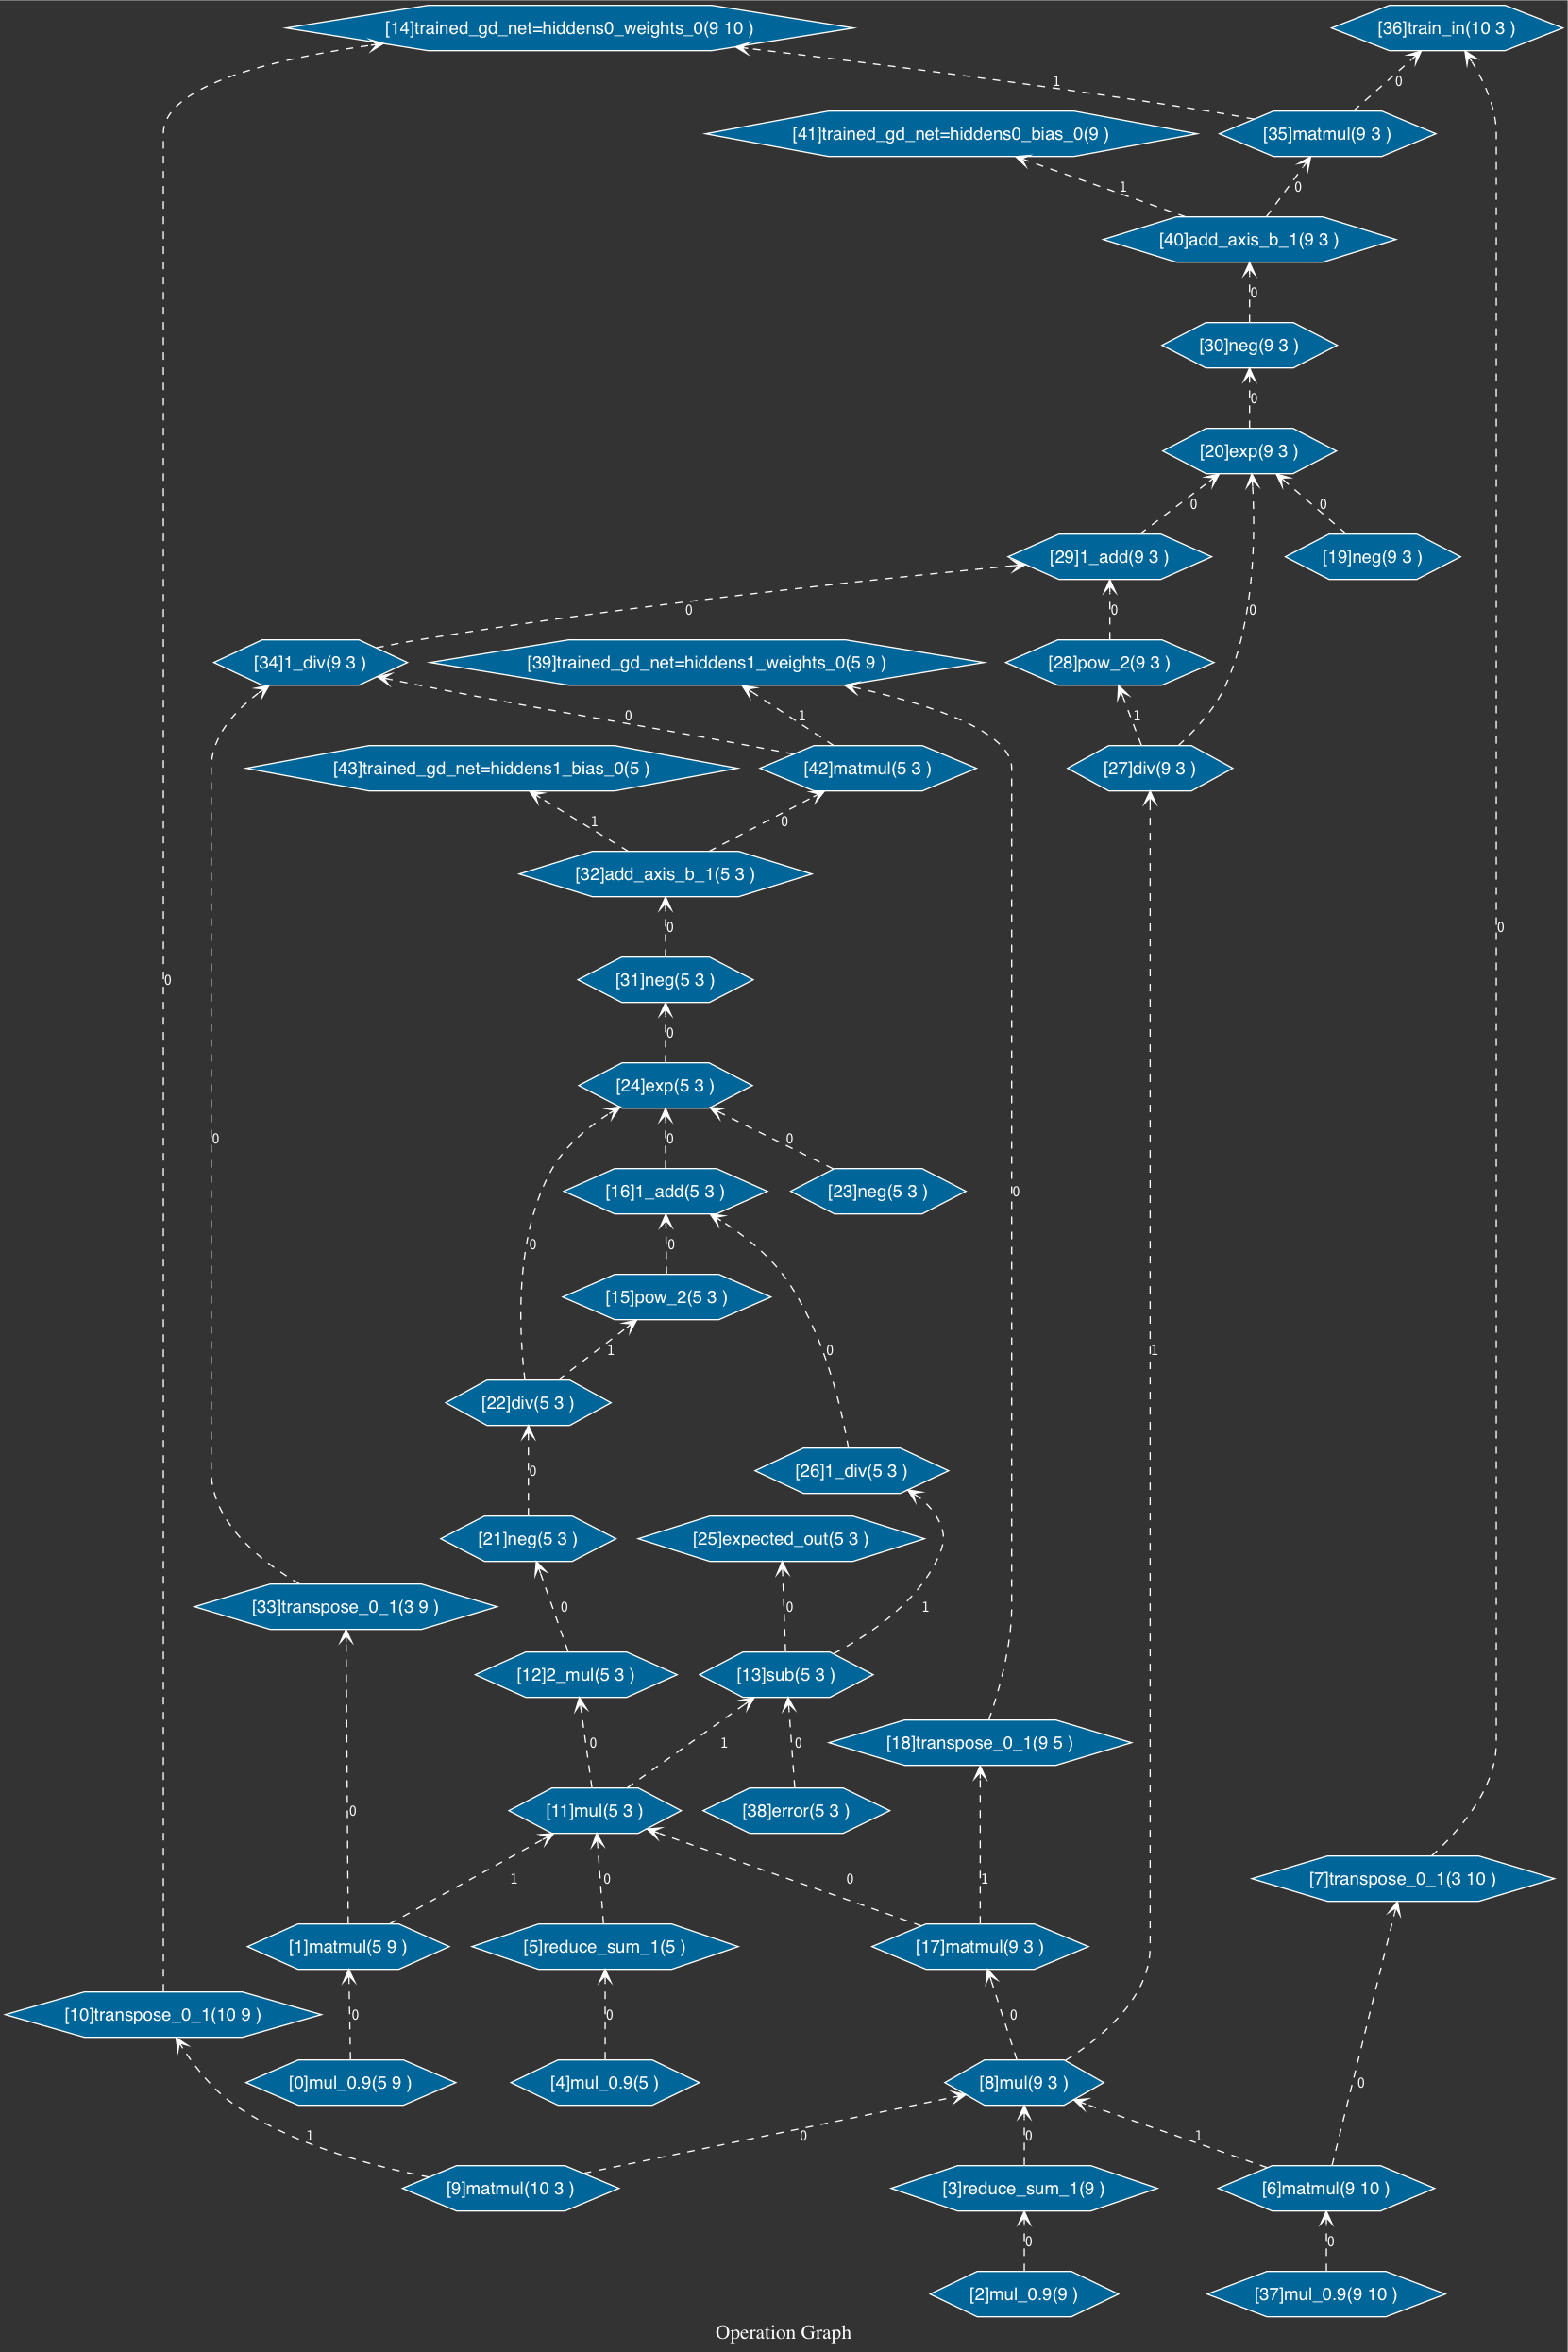 [14]trained_gd_net=hiddens0_weights_0(9 10 )
[36]train_in(10 3 )
1
0
[41]trained_gd_net=hiddens0_bias_0(9 )
[35]matmul(9 3 )
1
0
[40]add_axis_b_1(9 3 )
0
[30]neg(9 3 )
0
[20]exp(9 3 )
0
0
[29]1_add(9 3 )
[19]neg(9 3 )
0
0
0
[34]1_div(9 3 )
[39]trained_gd_net=hiddens1_weights_0(5 9 )
[28]pow_2(9 3 )
0
1
1
[43]trained_gd_net=hiddens1_bias_0(5 )
[42]matmul(5 3 )
[27]div(9 3 )
1
0
[32]add_axis_b_1(5 3 )
0
0
[31]neg(5 3 )
0
0
[24]exp(5 3 )
0
0
0
[16]1_add(5 3 )
[23]neg(5 3 )
0
0
0
[15]pow_2(5 3 )
1
0
1
[22]div(5 3 )
0
[26]1_div(5 3 )
[21]neg(5 3 )
[25]expected_out(5 3 )
[33]transpose_0_1(3 9 )
0
0
1
[12]2_mul(5 3 )
[13]sub(5 3 )
0
1
0
[18]transpose_0_1(9 5 )
0
[11]mul(5 3 )
[38]error(5 3 )
1
0
0
1
[7]transpose_0_1(3 10 )
[1]matmul(5 9 )
[5]reduce_sum_1(5 )
[17]matmul(9 3 )
[10]transpose_0_1(10 9 )
0
0
0
[0]mul_0.9(5 9 )
[4]mul_0.9(5 )
[8]mul(9 3 )
0
1
0
0
1
[9]matmul(10 3 )
[3]reduce_sum_1(9 )
[6]matmul(9 10 )
0
0
[2]mul_0.9(9 )
[37]mul_0.9(9 10 )
Operation Graph